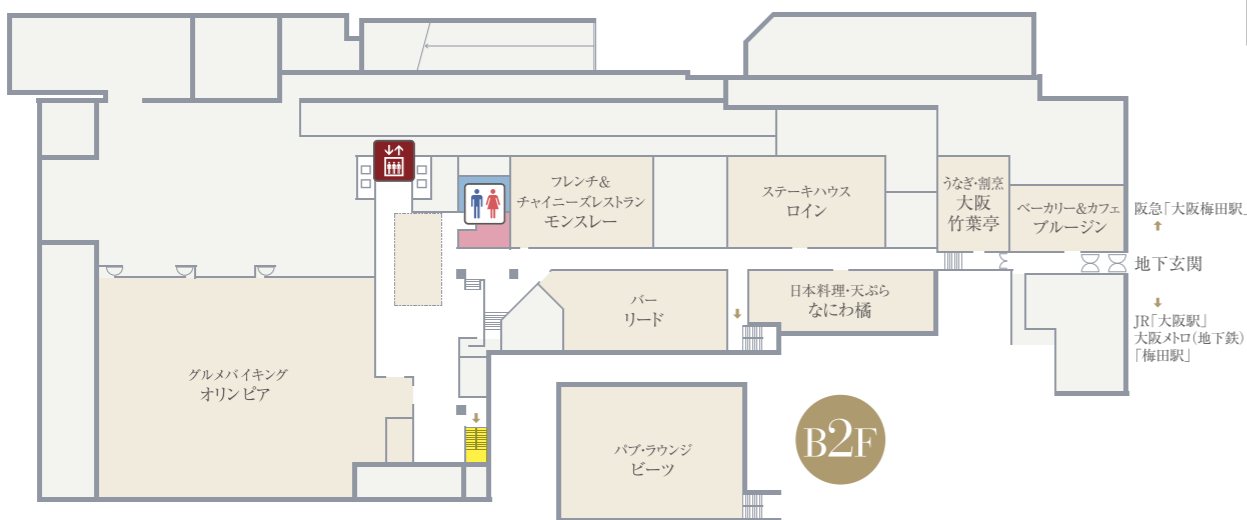 フレンチ&
チャイニーズレストラン
モンスレー
ステーキハウス
ロイン
うなぎ・割烹
大阪
竹葉亭
ベーカリー&カフェ
ブルージン
阪急「大阪梅田駅」
地下玄関
JR「大阪駅」
大阪メトロ(地下鉄)
「梅田駅」
バー
リード
日本料理・天ぷら
なにわ橘
グルメバイキング
オリンピア
パブ・ラウンジ
ビーツ
B2F